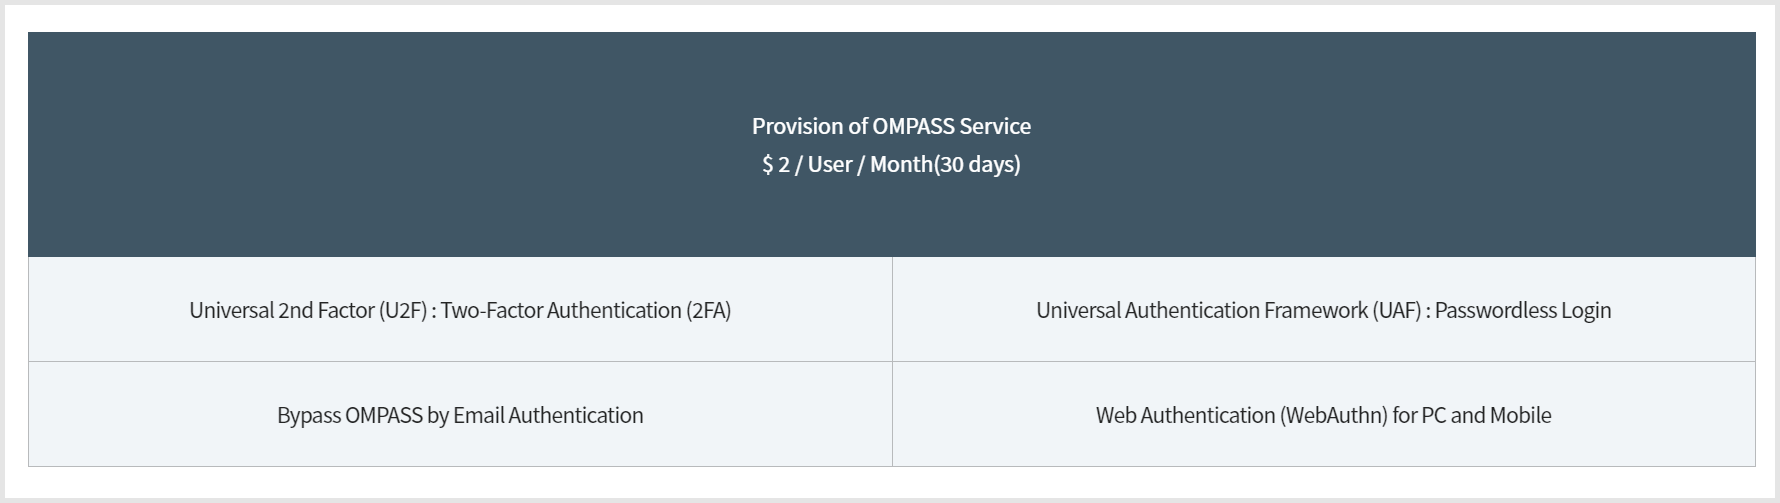 Provision of OMPASS Service
$ 2 / User / Month(30 days)
Universal 2nd Factor (U2F) : Two-Factor Authentication (2FA)
Universal Authentication Framework (UAF) : Passwordless Login
Bypass OMPASS by Email Authentication
Web Authentication (WebAuthn) for PC and Mobile